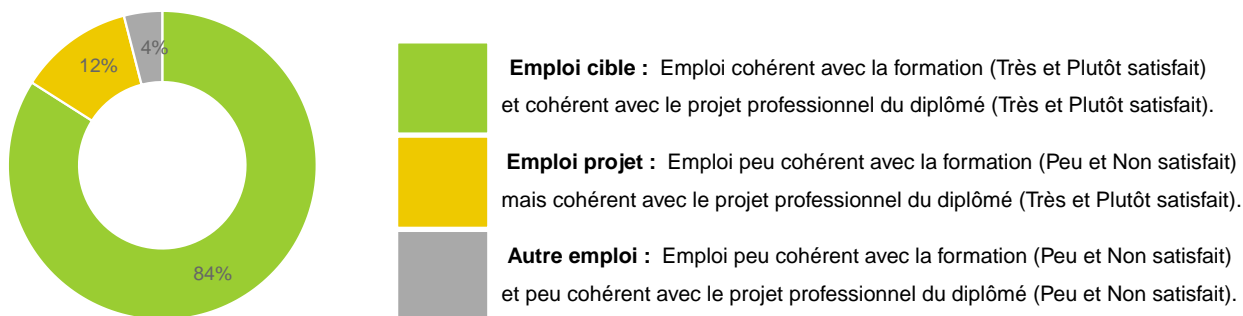 4%
12%
84%
Emploi cible : Emploi cohérent avec la formation (Très et Plutôt satisfait)
et cohérent avec le projet professionnel du diplômé (Très et Plutôt satisfait).
Emploi projet : Emploi peu cohérent avec la formation (Peu et Non satisfait)
mais cohérent avec le projet professionnel du diplômé (Très et Plutôt satisfait).
Autre emploi : Emploi peu cohérent avec la formation (Peu et Non satisfait)
et peu cohérent avec le projet professionnel du diplômé (Peu et Non satisfait).